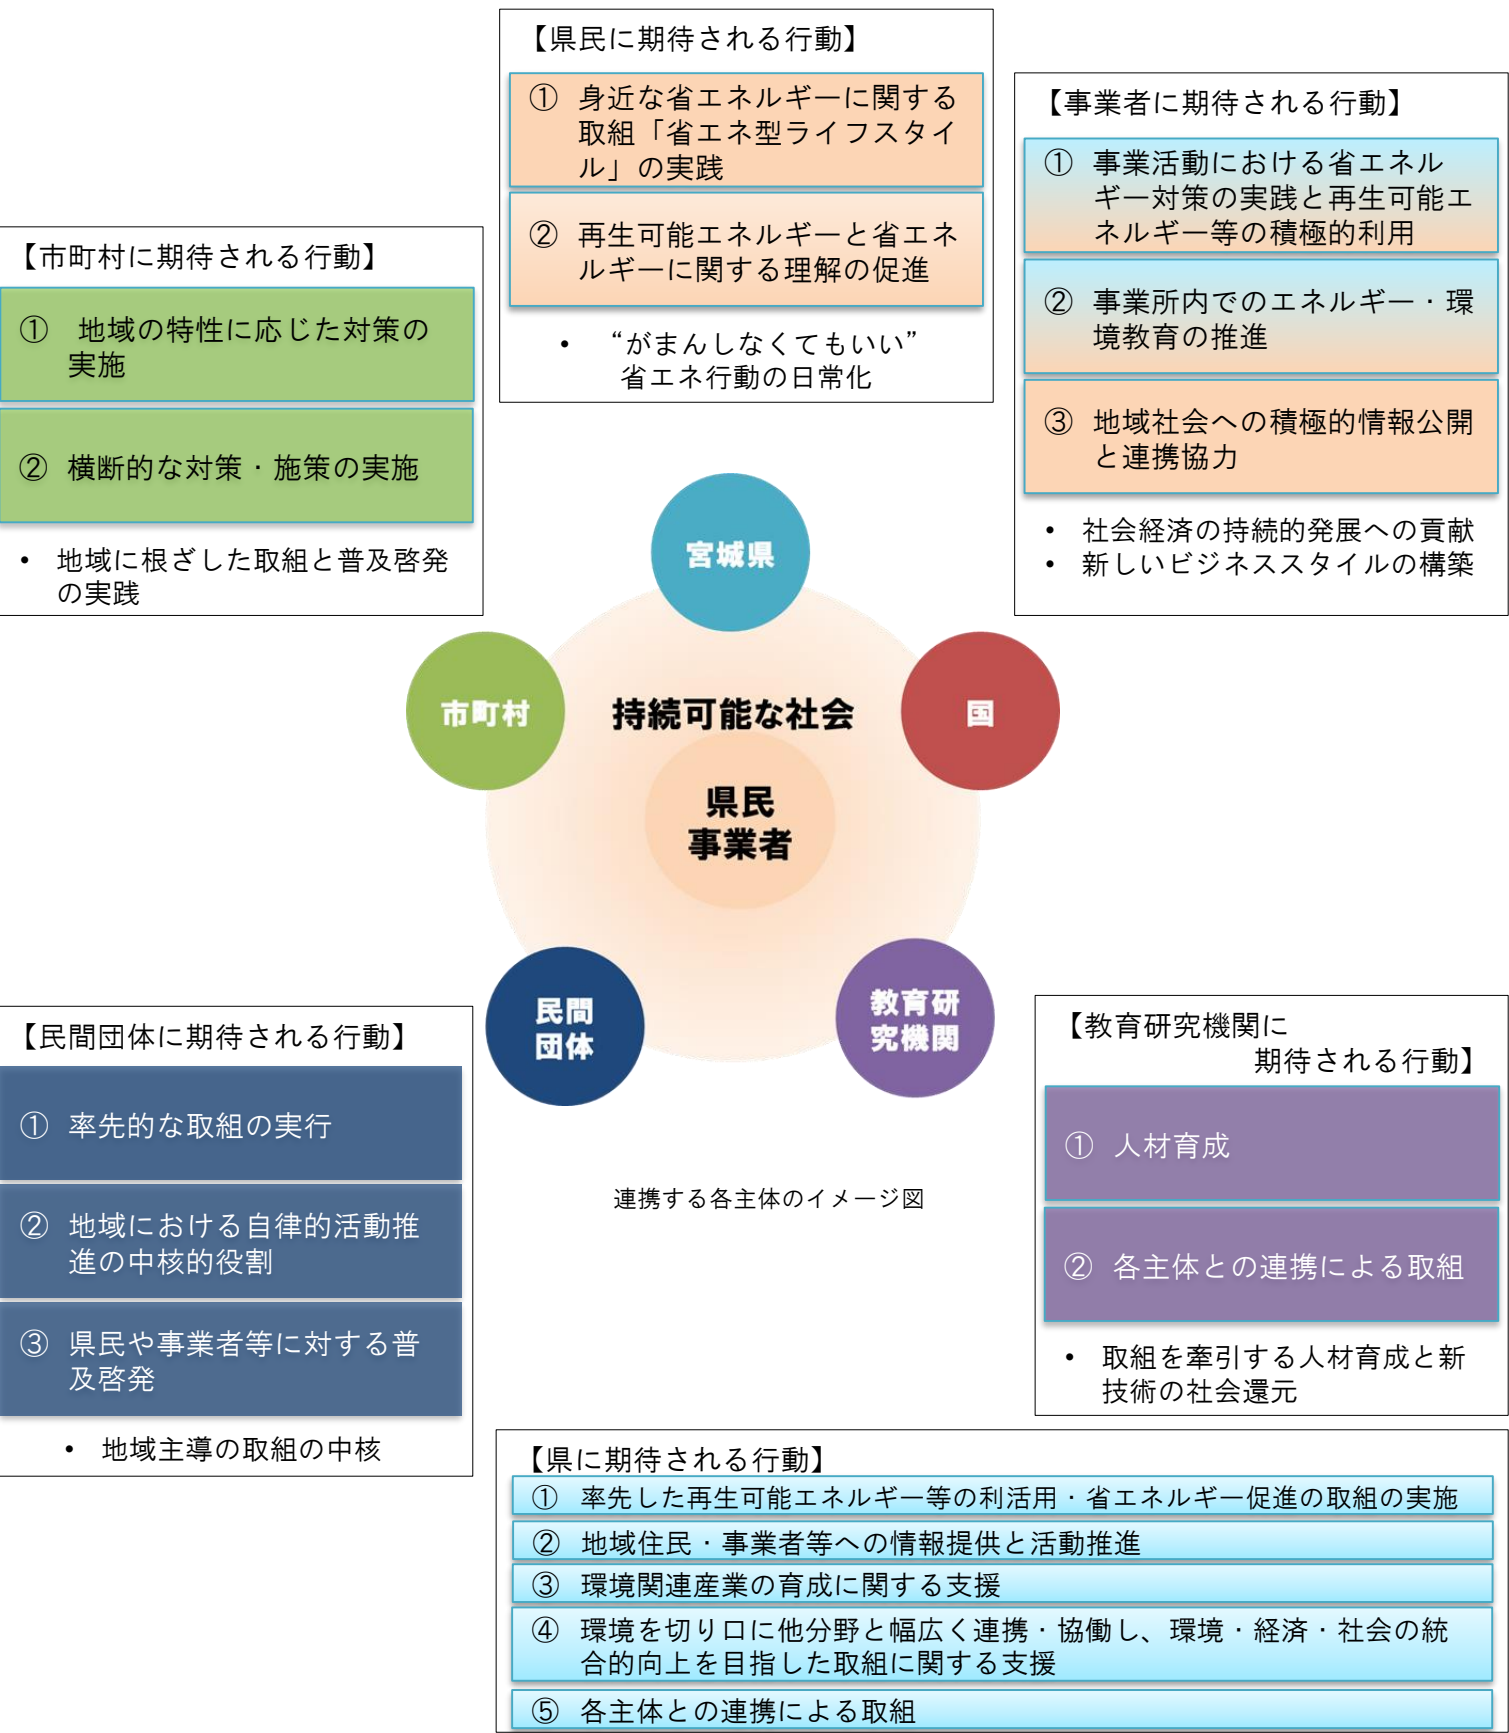 【県民に期待される行動】
① 身近な省エネルギーに関する
取組「省エネ型ライフスタイ
ル」の実践
② 再生可能エネルギーと省エネ
ルギーに関する理解の促進
• “がまんしなくてもいい”
省エネ行動の日常化
【事業者に期待される行動】
① 事業活動における省エネル
ギー対策の実践と再生可能エ
ネルギー等の積極的利用
② 事業所内でのエネルギー・環
境教育の推進
③ 地域社会への積極的情報公開
と連携協力
• 社会経済の持続的発展への貢献
• 新しいビジネススタイルの構築
【市町村に期待される行動】
① 地域の特性に応じた対策の
実施
② 横断的な対策・施策の実施
• 地域に根ざした取組と普及啓発
の実践
宮城県
市町村
持続可能な社会
国
県民
事業者
民間
団体
教育研
究機関
連携する各主体のイメージ図
【民間団体に期待される行動】
① 率先的な取組の実行
② 地域における自律的活動推
進の中核的役割
③ 県民や事業者等に対する普
及啓発
• 地域主導の取組の中核
【教育研究機関に
期待される行動】
① 人材育成
② 各主体との連携による取組
• 取組を牽引する人材育成と新
技術の社会還元
【県に期待される行動】
① 率先した再生可能エネルギー等の利活用・省エネルギー促進の取組の実施
② 地域住民・事業者等への情報提供と活動推進
③ 環境関連産業の育成に関する支援
④ 環境を切り口に他分野と幅広く連携・協働し、環境・経済・社会の統
合的向上を目指した取組に関する支援
⑤ 各主体との連携による取組